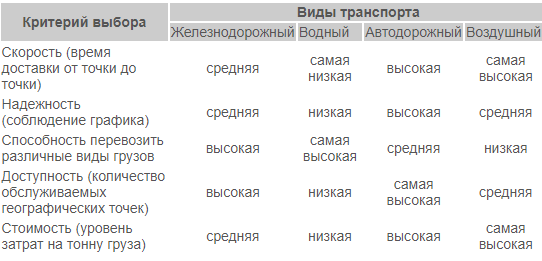 Критерий выбора
Виды транспорта
Железнодорожный Водный Автодорожный Воздушный
Скорость (время
доставки от точки до
точки)
средняя
самая
низкая
высокая
самая
высокая
Надежность
(соблюдение графика)
средняя
низкая
высокая
средняя
Способность перевозить
различные виды грузов
высокая
самая
высокая
средняя
низкая
Доступность (количество
обслуживаемых
географических точек)
высокая
низкая
самая
высокая
средняя
Стоимость (уровень
затрат на тонну груза)
средняя
низкая
высокая
самая
высокая